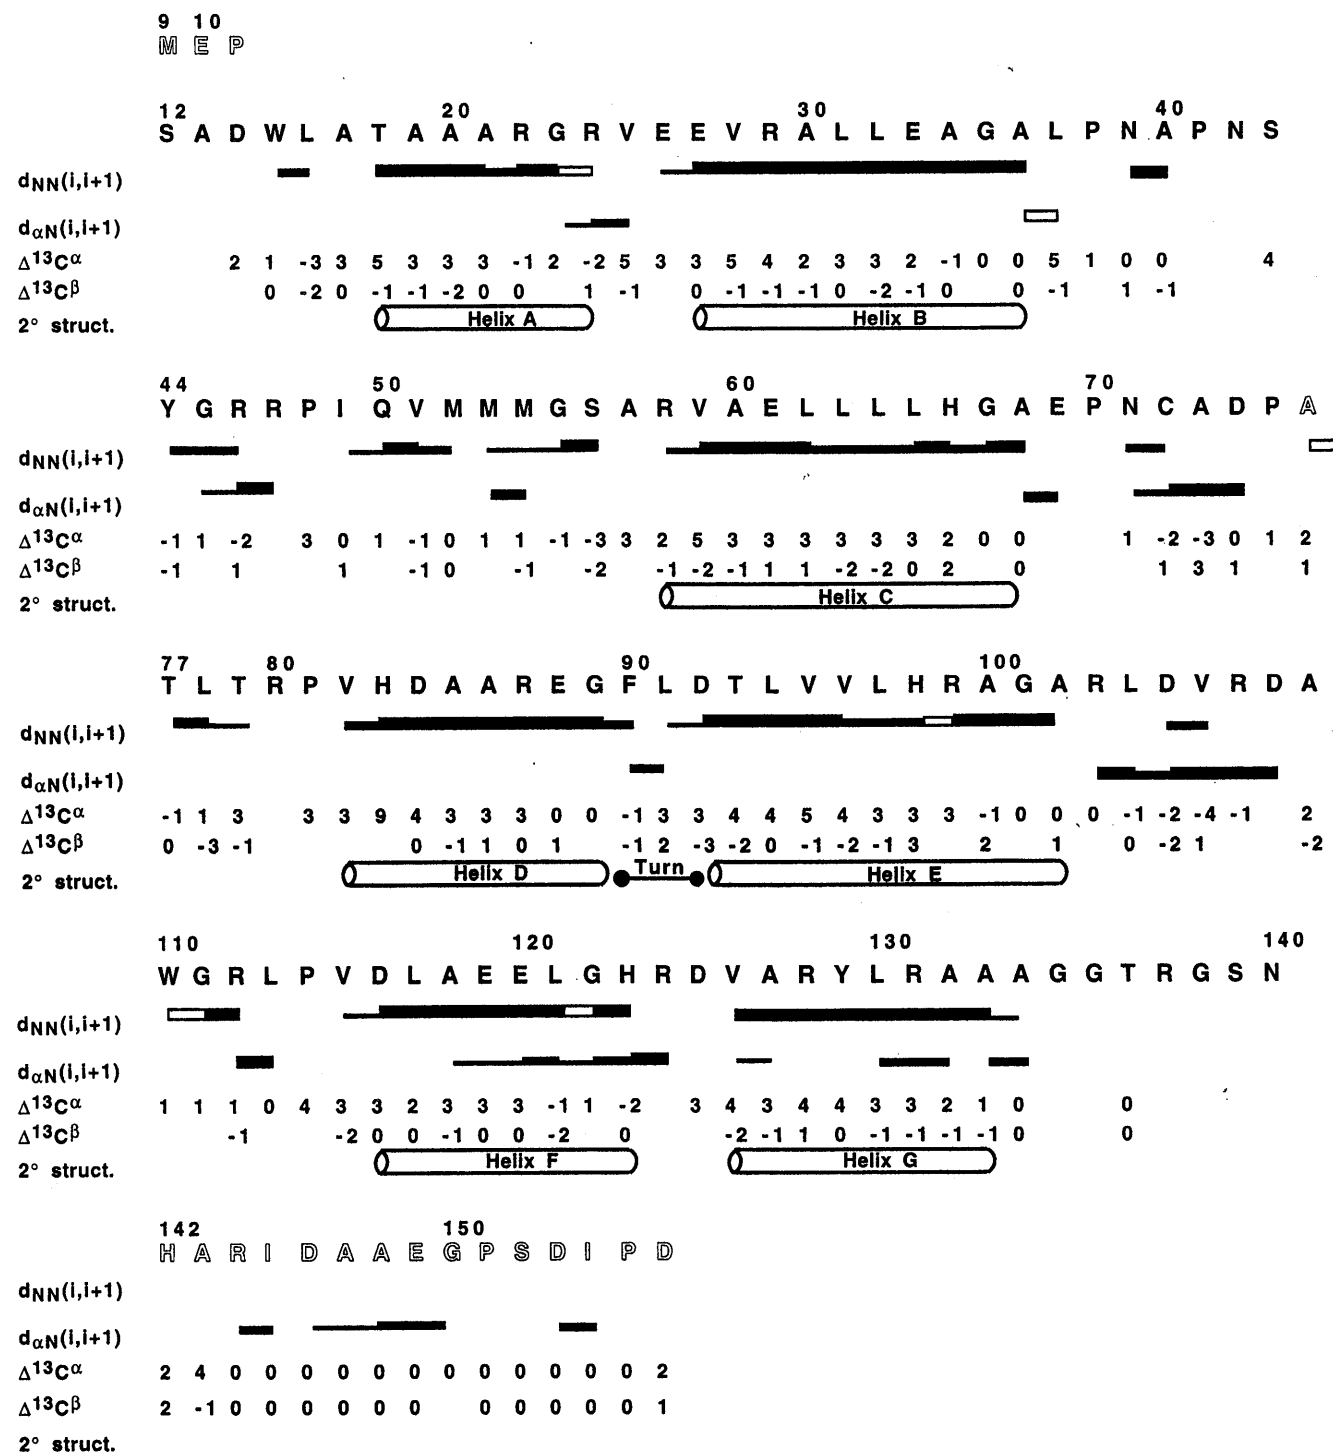 9 10
M E P
12 20 30 40
S A D W L A T A A A R G R V E E V R A L L E A G A L P N A P N S
dNN(i,i+1)
dαN(i,i+1)
Δ13Cα 2 1 -3 3 5 3 3 3 -1 2 -2 5 3 3 5 4 2 3 3 2 -1 0 0 5 1 0 0 4
Δ13Cβ 0 -2 0 -1 -1 -2 0 0 1 -1 0 -1 -1 -1 0 -2 -1 0 0 -1 1 -1
2° struct. Helix A Helix B
44 50 60 70
Y G R R P I Q V M M M G S A R V A E L L L L H G A E P N C A D P A
dNN(i,i+1)
dαN(i,i+1)
Δ13Cα -1 1 -2 3 0 1 -1 0 1 1 -1 -3 3 2 5 3 3 3 3 3 3 2 0 0 1 -2 -3 0 1 2
Δ13Cβ -1 1 1 -1 0 -1 -2 -1 -2 -1 1 1 -2 -2 0 2 0 1 3 1 1
2° struct. Helix C
77 80 90 100
T L T R P V H D A A R E G F L D T L V V L H R A G A R L D V R D A
dNN(i,i+1)
dαN(i,i+1)
Δ13Cα -1 1 3 3 3 9 4 3 3 3 0 0 -1 3 3 4 4 5 4 3 3 3 -1 0 0 0 -1 -2 -4 -1 2
Δ13Cβ 0 -3 -1 0 -1 1 0 1 -1 2 -3 -2 0 -1 -2 -1 3 2 1 0 -2 1 -2
2° struct. Helix D Turn Helix E
110 120 130 140
W G R L P V D L A E E L G H R D V A R Y L R A A A G G T R G S N
dNN(i,i+1)
dαN(i,i+1)
Δ13Cα 1 1 1 0 4 3 3 2 3 3 3 -1 1 -2 3 4 3 4 4 3 3 2 1 0 0
Δ13Cβ -1 -2 0 0 -1 0 0 -2 0 -2 -1 1 0 -1 -1 -1 -1 0 0
2° struct. Helix F Helix G
142 150
H A R I D A A E G P S D I P D
dNN(i,i+1)
dαN(i,i+1)
Δ13Cα 2 4 0 0 0 0 0 0 0 0 0 0 0 0 2
Δ13Cβ 2 -1 0 0 0 0 0 0 0 0 0 0 0 1
2° struct.